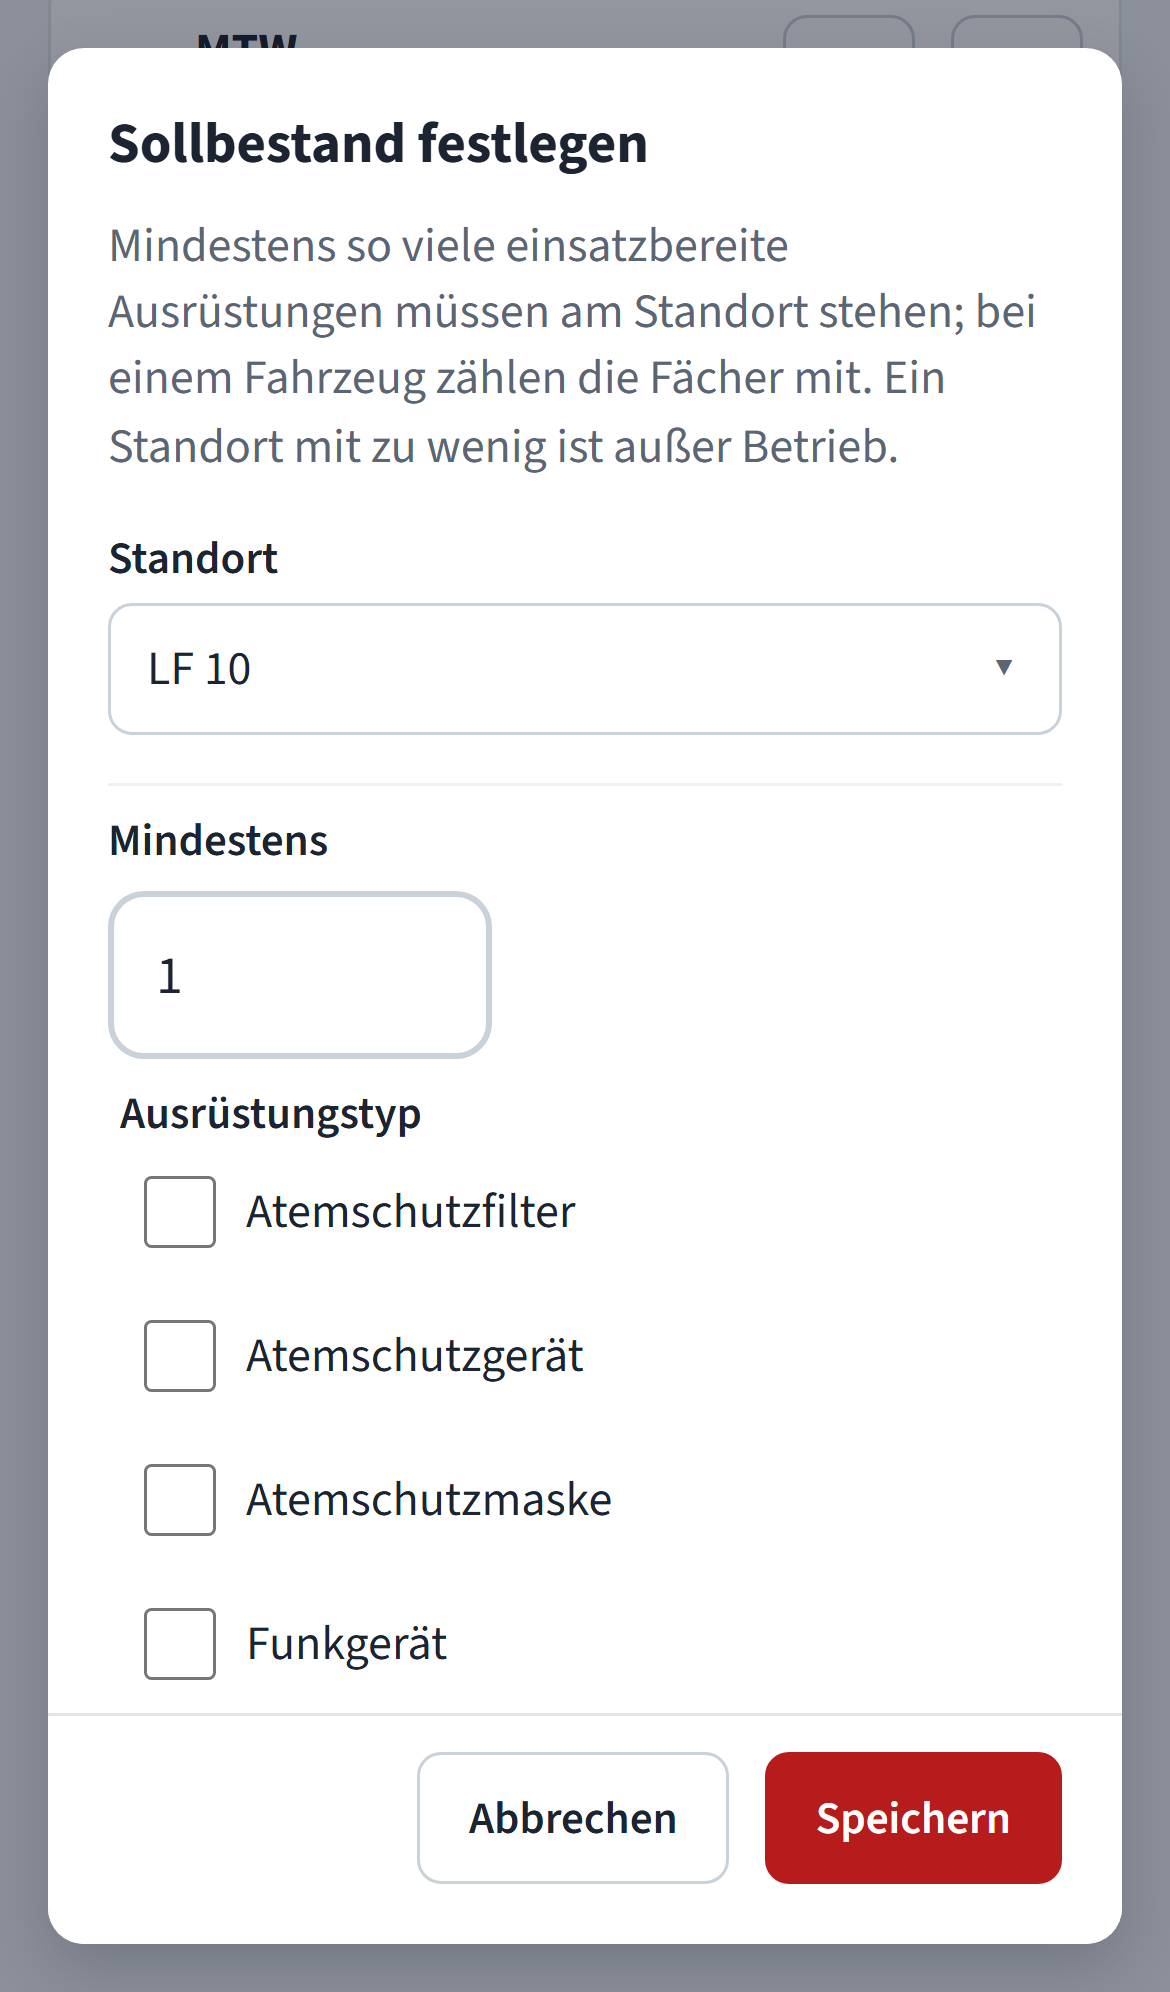 MTW
Sollbestand festlegen
Mindestens so viele einsatzbereite
Ausrüstungen müssen am Standort stehen; bei
einem Fahrzeug zählen die Fächer mit. Ein
Standort mit zu wenig ist außer Betrieb.
Standort
LF 10
Mindestens
1
Ausrüstungstyp
Atemschutzfilter
Atemschutzgerät
Atemschutzmaske
Funkgerät
Abbrechen
Speichern